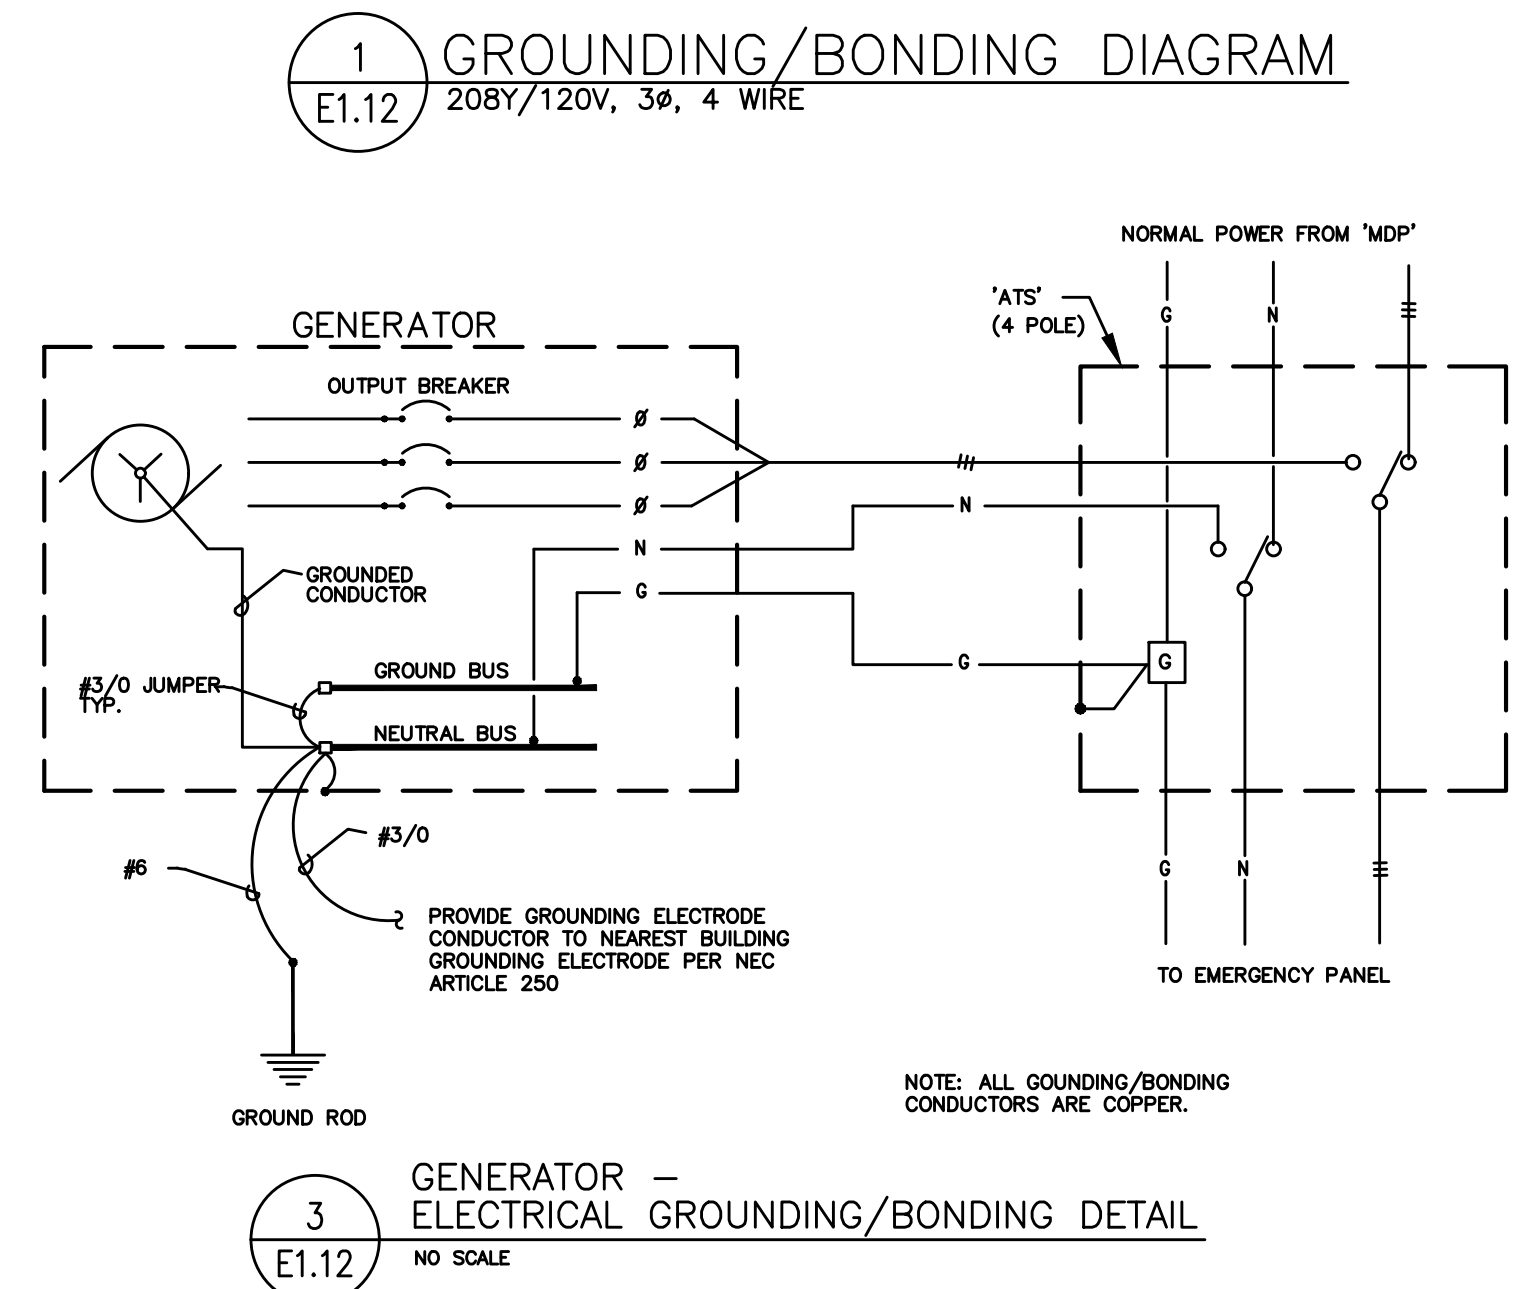 1
E1.12
GROUNDING/BONDING DIAGRAM
208Y/120V, 3ø, 4 WIRE
NORMAL POWER FROM 'MDP'
'ATS'
(4 POLE)
G
N
GENERATOR
OUTPUT BREAKER
Ø
Ø
Ø
N
N
G
GROUNDED
CONDUCTOR
G
G
GROUND BUS
#3/0 JUMPER
TYP.
NEUTRAL BUS
#3/0
#6
G
N
PROVIDE GROUNDING ELECTRODE
CONDUCTOR TO NEAREST BUILDING
GROUNDING ELECTRODE PER NEC
ARTICLE 250
TO EMERGENCY PANEL
NOTE: ALL GOUNDING/BONDING
CONDUCTORS ARE COPPER.
GROUND ROD
3
E1.12
GENERATOR –
ELECTRICAL GROUNDING/BONDING DETAIL
NO SCALE